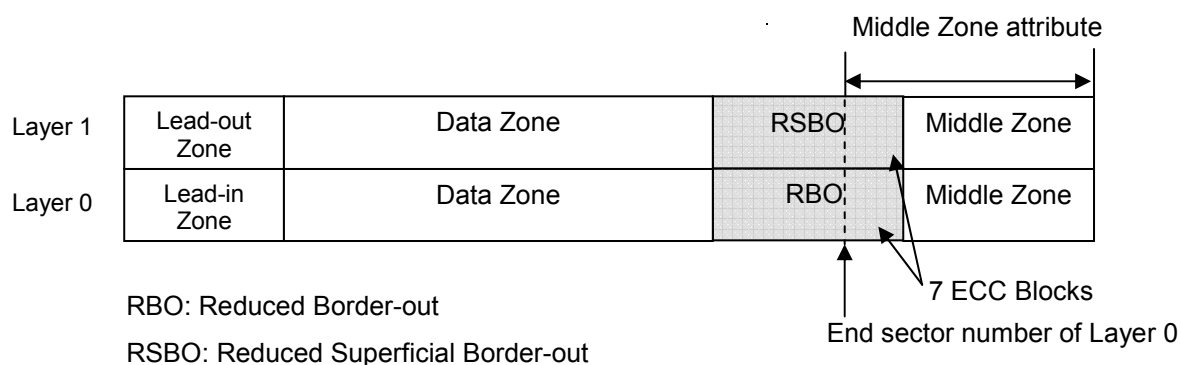 Middle Zone attribute
Layer 1
Lead-out
Zone
Data Zone
RSBO
Middle Zone
Layer 0
Lead-in
Zone
Data Zone
RBO
Middle Zone
7 ECC Blocks
RBO: Reduced Border-out
End sector number of Layer 0
RSBO: Reduced Superficial Border-out